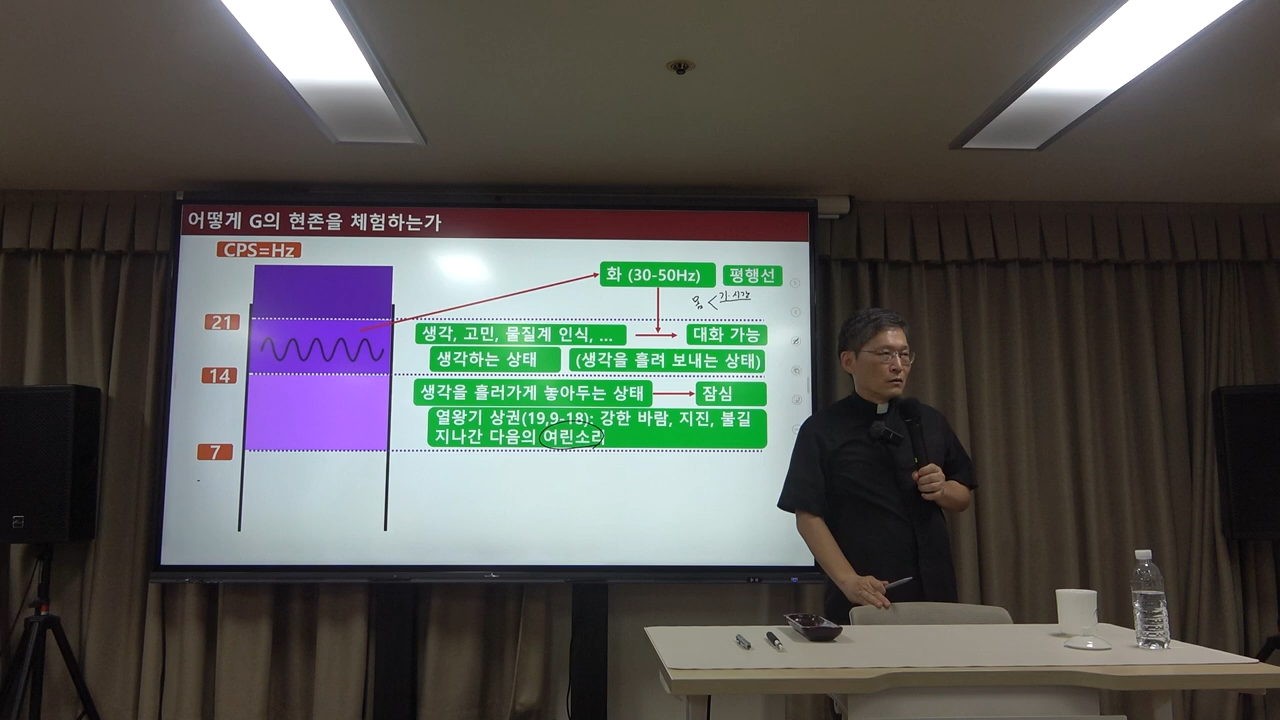 어떻게 G의 현존을 체험하는가
CPS=Hz
화 (30-50Hz) 평행선
몸 < 기·시간
21
생각, 고민, 물질계 인식, ... 대화 가능
생각하는 상태 (생각을 흘려 보내는 상태)
14
생각을 흘러가게 놓아두는 상태 잠심
열왕기 상권(19,9-18): 강한 바람, 지진, 불길
지나간 다음의 여린소리
7